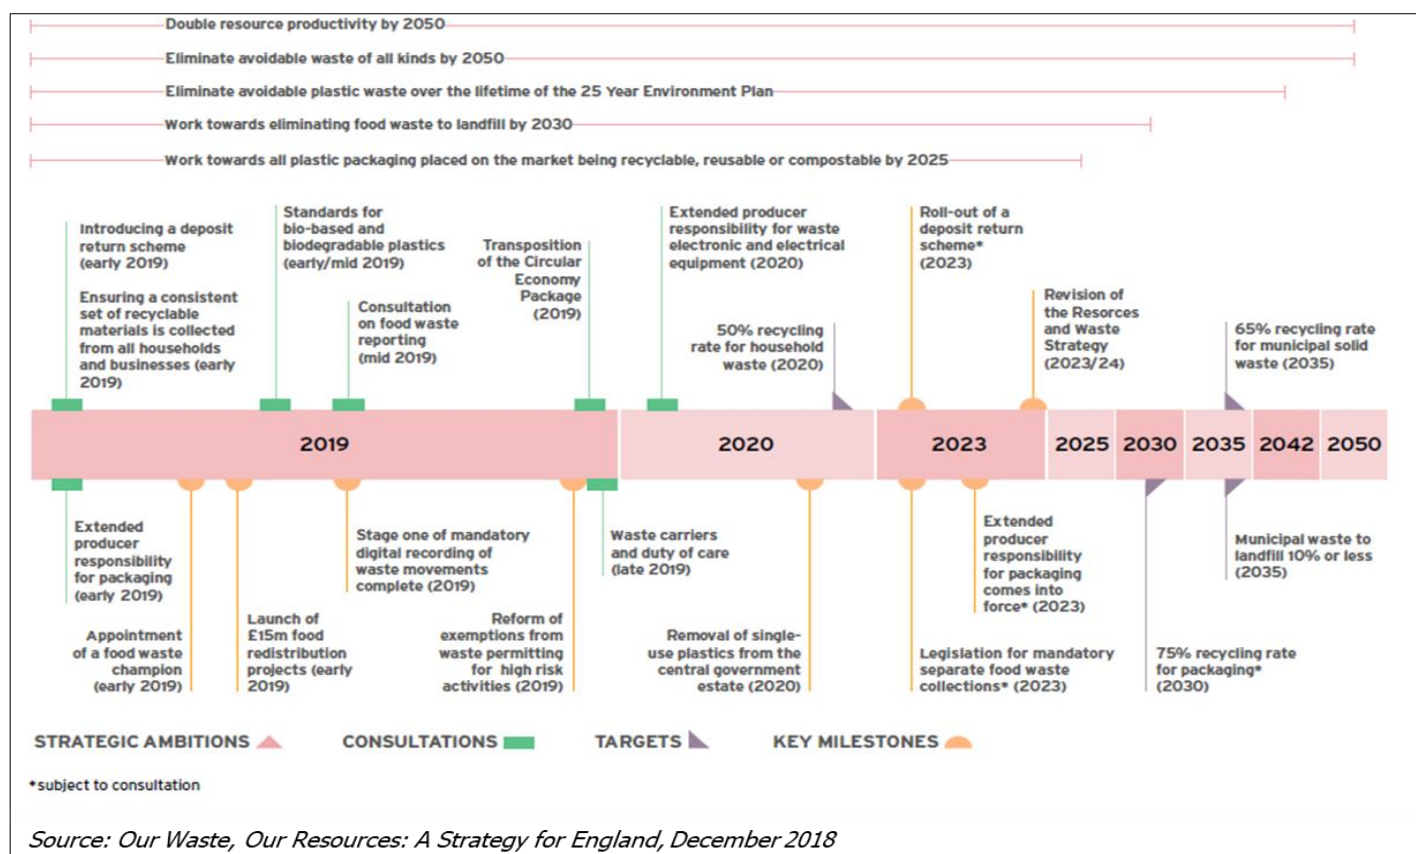 Double resource productivity by 2050
Eliminate avoidable waste of all kinds by 2050
Eliminate avoidable plastic waste over the lifetime of the 25 Year Environment Plan
Work towards eliminating food waste to landfill by 2030
Work towards all plastic packaging placed on the market being recyclable, reusable or compostable by 2025
Introducing a deposit
return scheme
(early 2019)
Ensuring a consistent
set of recyclable
materials is collected
from all households
and businesses (early
2019)
Standards for
bio-based and
biodegradable plastics
(early/mid 2019)
Consultation
on food waste
reporting
(mid 2019)
Transposition
of the Circular
Economy
Package
(2019)
Extended producer
responsibility for waste
electronic and electrical
equipment (2020)
50% recycling
rate for household
waste (2020)
Roll-out of a
deposit return
scheme*
(2023)
Revision of
the Resorces
and Waste
Strategy
(2023/24)
65% recycling rate
for municipal solid
waste (2035)
2019
2020
2023
2025
2030
2035
2042
2050
Extended
producer
responsibility
for packaging
(early 2019)
Appointment
of a food waste
champion
(early 2019)
Launch of
£15m food
redistribution
projects (early
2019)
Stage one of mandatory
digital recording of
waste movements
complete (2019)
Reform of
exemptions from
waste permitting
for high risk
activities (2019)
Waste carriers
and duty of care
(late 2019)
Removal of single-
use plastics from the
central government
estate (2020)
Extended
producer
responsibility
for packaging
comes into
force* (2023)
Legislation for mandatory
separate food waste
collections* (2023)
75% recycling rate
for packaging*
(2030)
Municipal waste to
landfill 10% or less
(2035)
STRATEGIC AMBITIONS
CONSULTATIONS
TARGETS
KEY MILESTONES
*subject to consultation
Source: Our Waste, Our Resources: A Strategy for England, December 2018